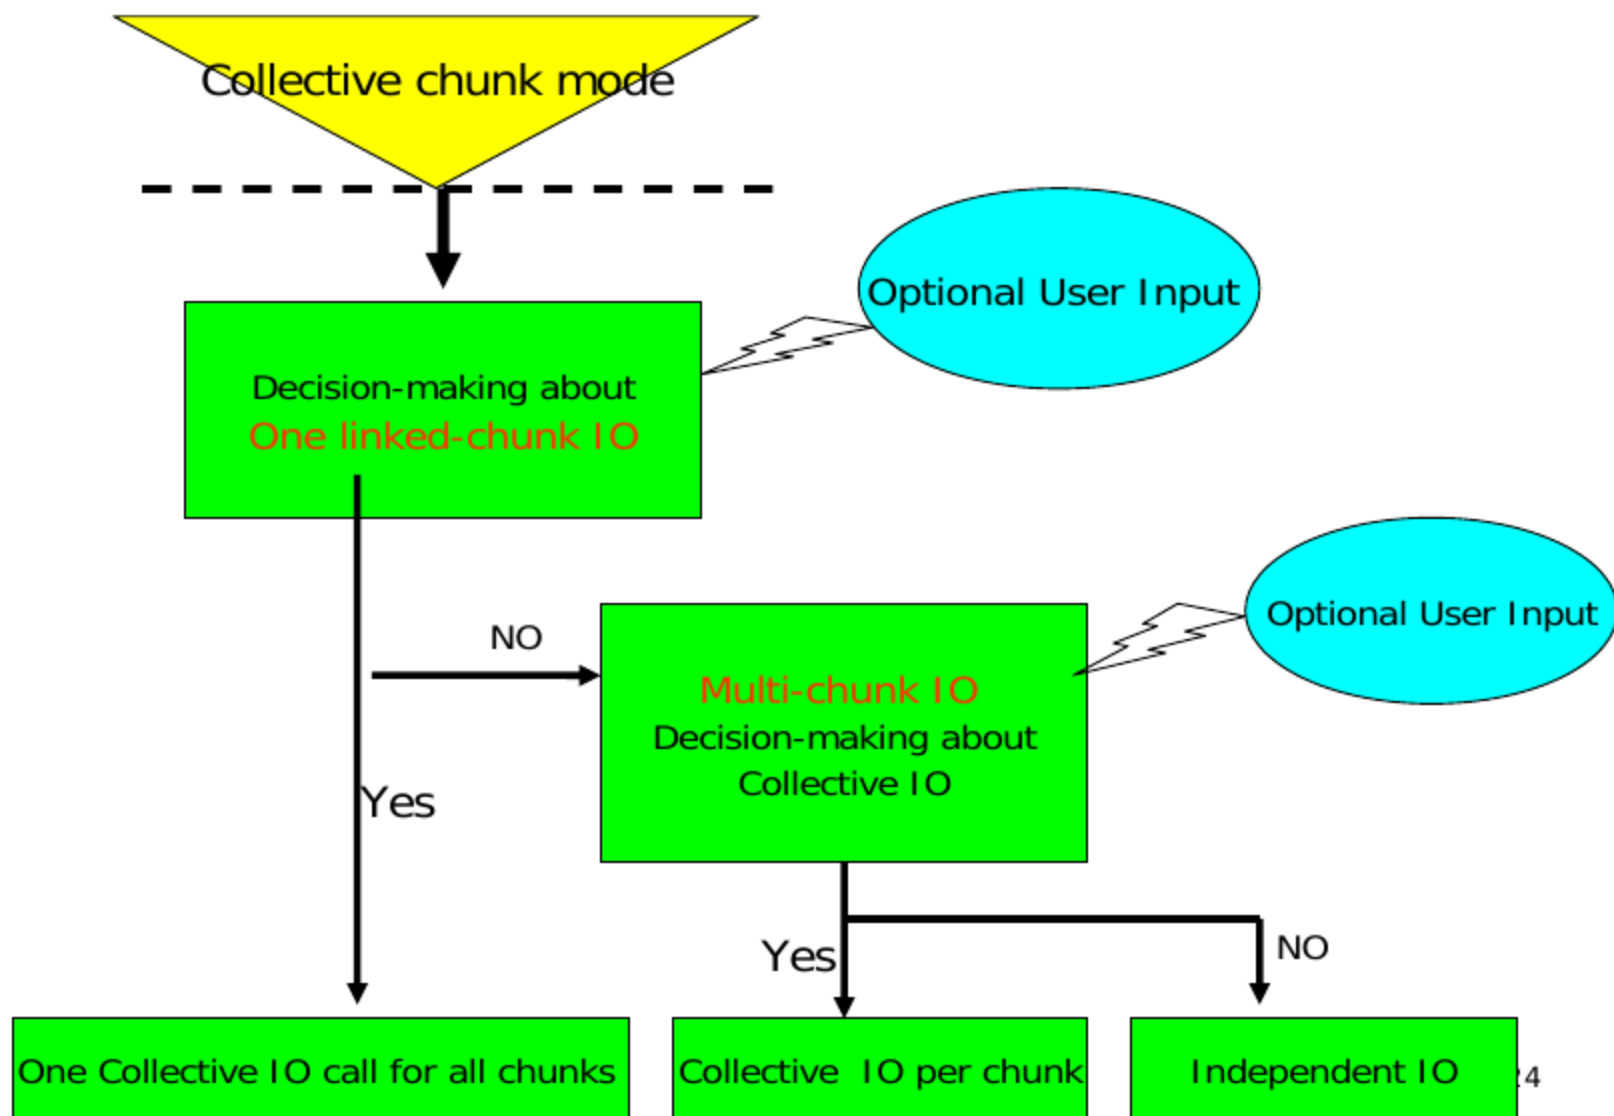 Collective chunk mode
Optional User Input
Decision-making about
One linked-chunk IO
Optional User Input
NO
Multi-chunk IO
Decision-making about
Collective IO
Yes
Yes
NO
One Collective IO call for all chunks
Collective IO per chunk
Independent IO